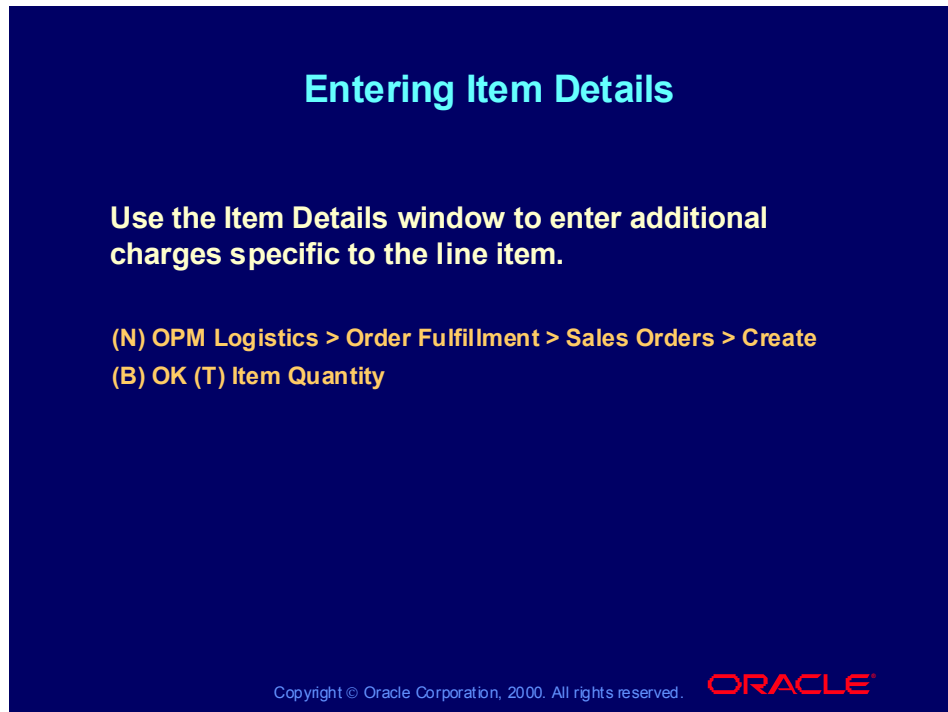 Entering Item Details
Use the Item Details window to enter additional
charges specific to the line item.
(N) OPM Logistics > Order Fulfillment > Sales Orders > Create
(B) OK (T) Item Quantity
Copyright © Oracle Corporation, 2000. All rights reserved. ORACLE®